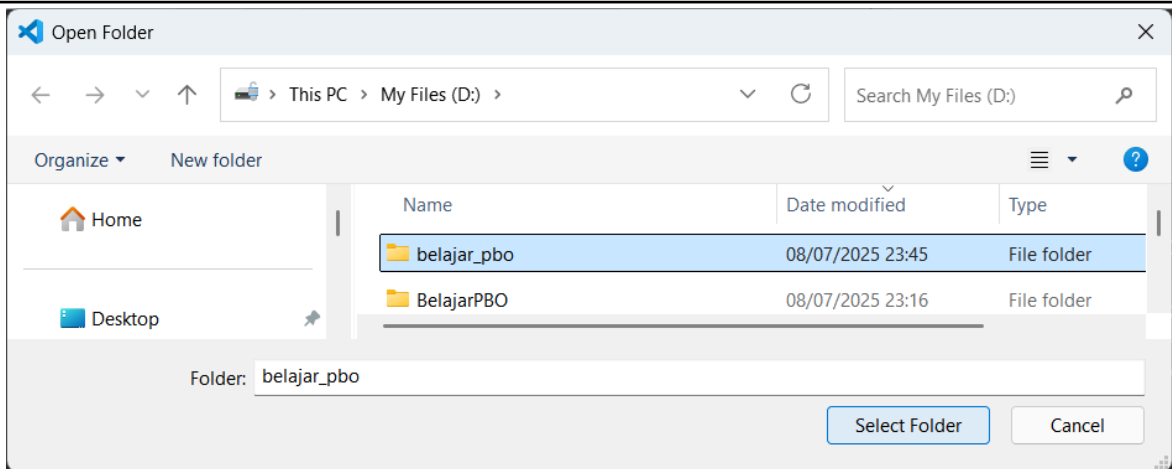 Open Folder
This PC > My Files (D:) >
Search My Files (D:)
Organize New folder
?
Home
Desktop
Name Date modified Type
belajar_pbo 08/07/2025 23:45 File folder
BelajarPBO 08/07/2025 23:16 File folder
Folder: belajar_pbo
Select Folder Cancel